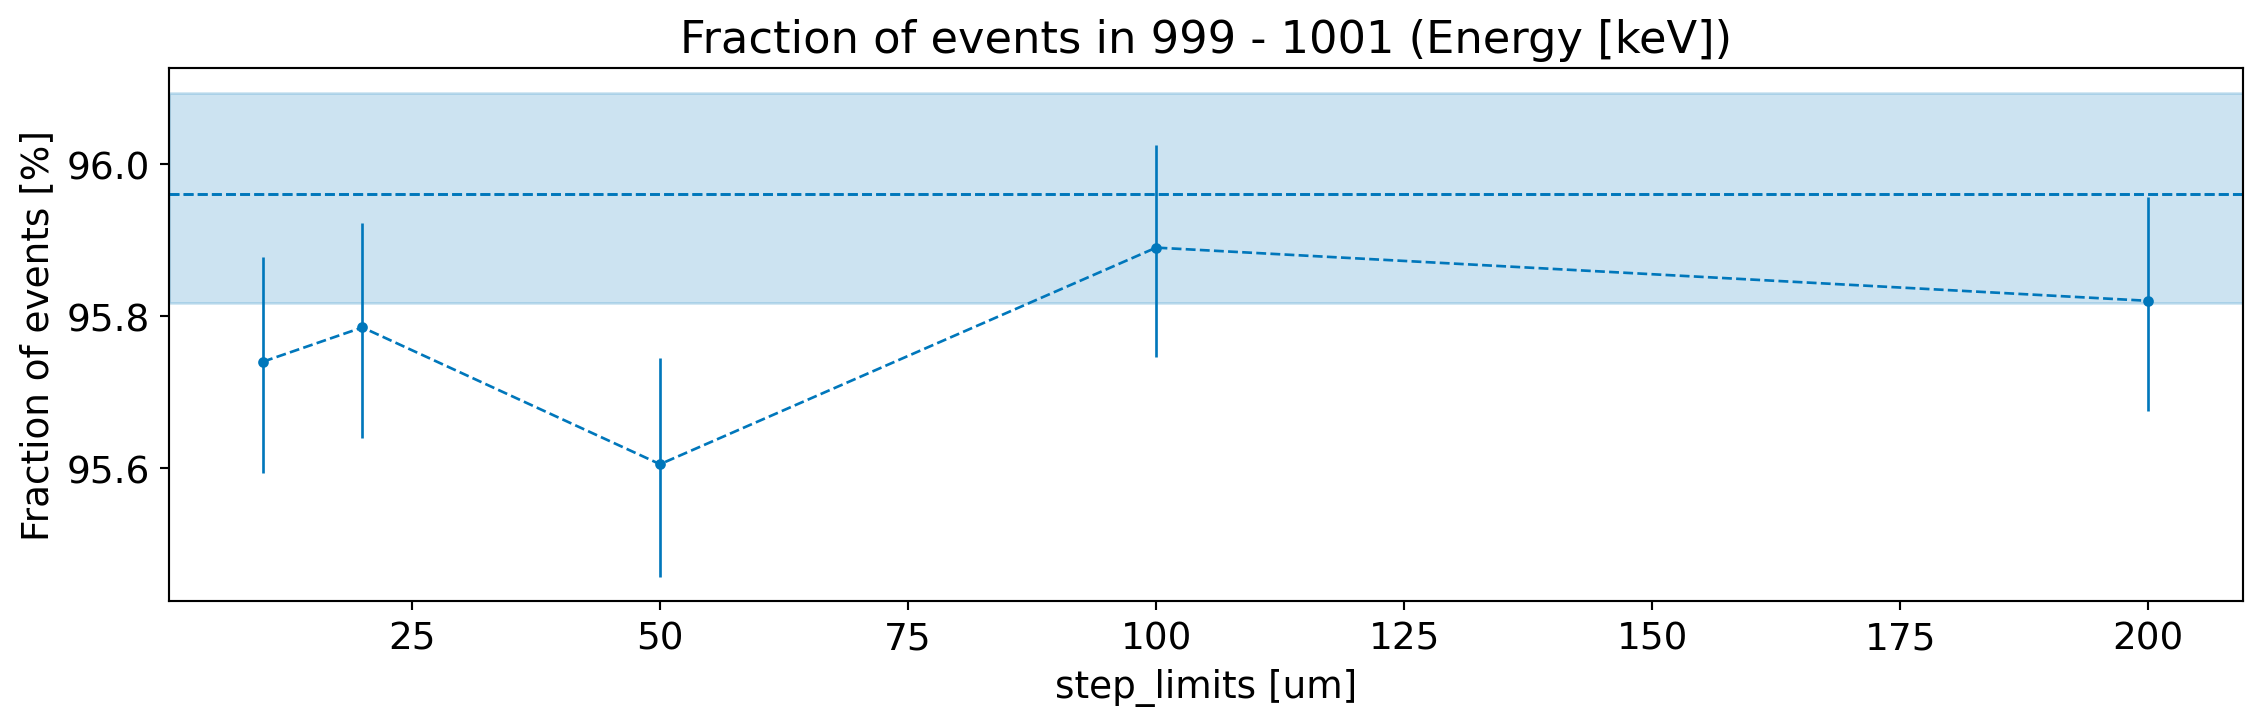 Fraction of events in 999 - 1001 (Energy [keV])
Fraction of events [%]
96.0
95.8
95.6
25 50 75 100 125 150 175 200
step_limits [um]